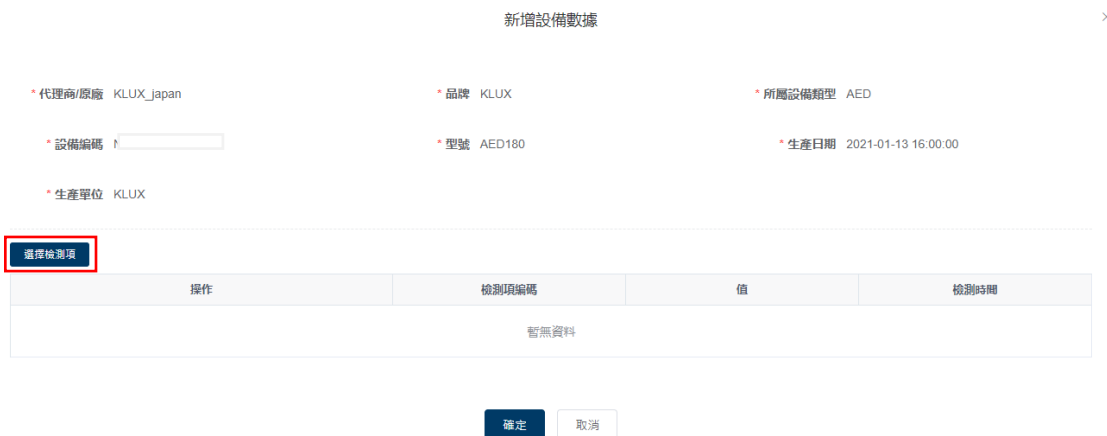 新增設備數據
* 代理商/原廠 KLUX_japan * 品牌 KLUX * 所屬設備類型 AED
* 設備編碼 * 型號 AED180 * 生產日期 2021-01-13 16:00:00
* 生產單位 KLUX
選擇檢測項
操作 檢測項編碼 值 檢測時間
暫無資料
確定 取消